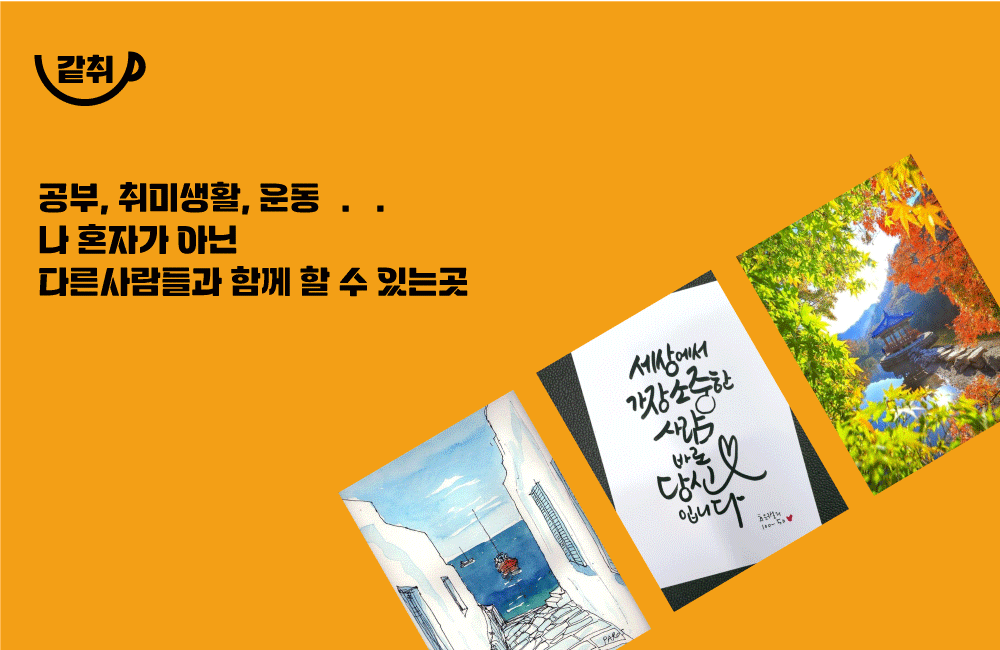 같취
공부, 취미생활, 운동 . .
나 혼자가 아닌
다른사람들과 함께 할 수 있는곳
세상에서
가장 소중한
사람
바로
당신
입니다
PAROS